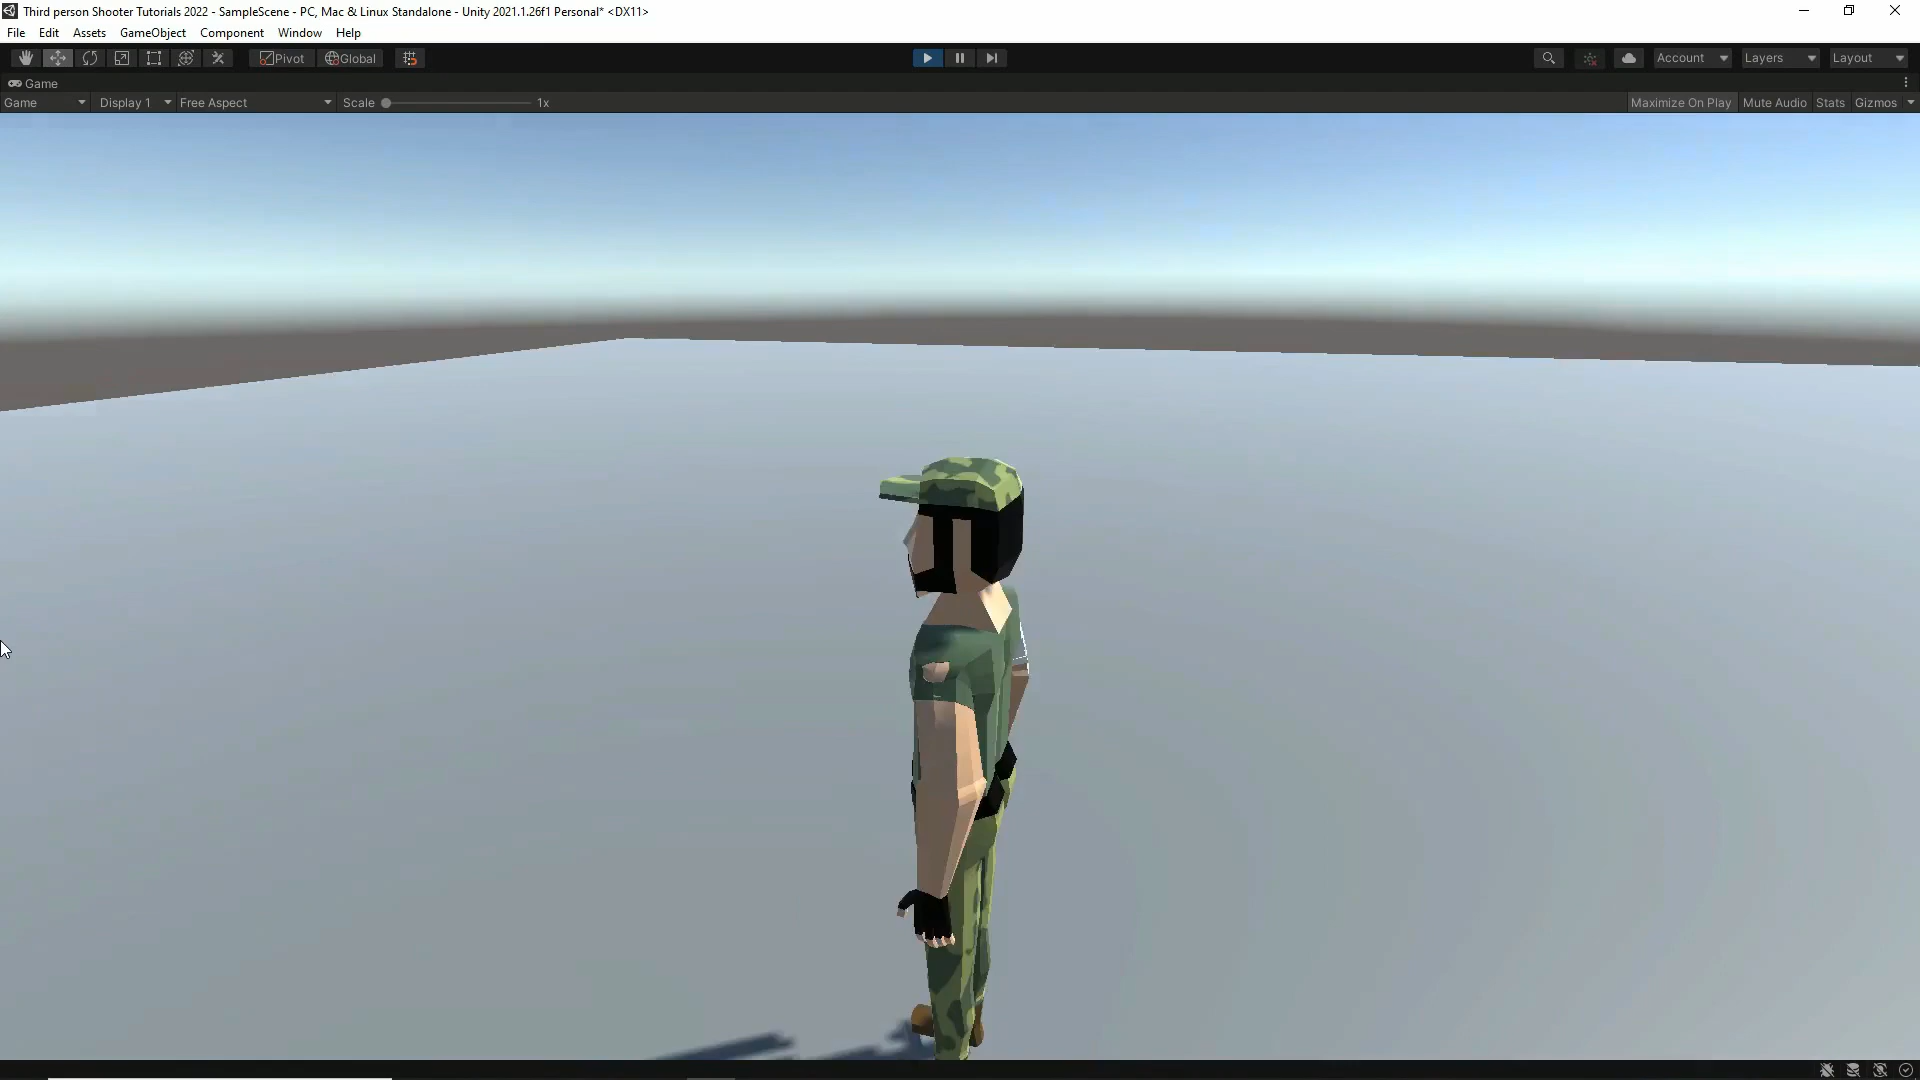 Third person Shooter Tutorials 2022 - SampleScene - PC, Mac & Linux Standalone - Unity 2021.1.26f1 Personal* <DX11>
File Edit Assets GameObject Component Window Help
Pivot Global Account Layers Layout
Game
Game Display 1 Free Aspect Scale 1x Maximize On Play Mute Audio Stats Gizmos